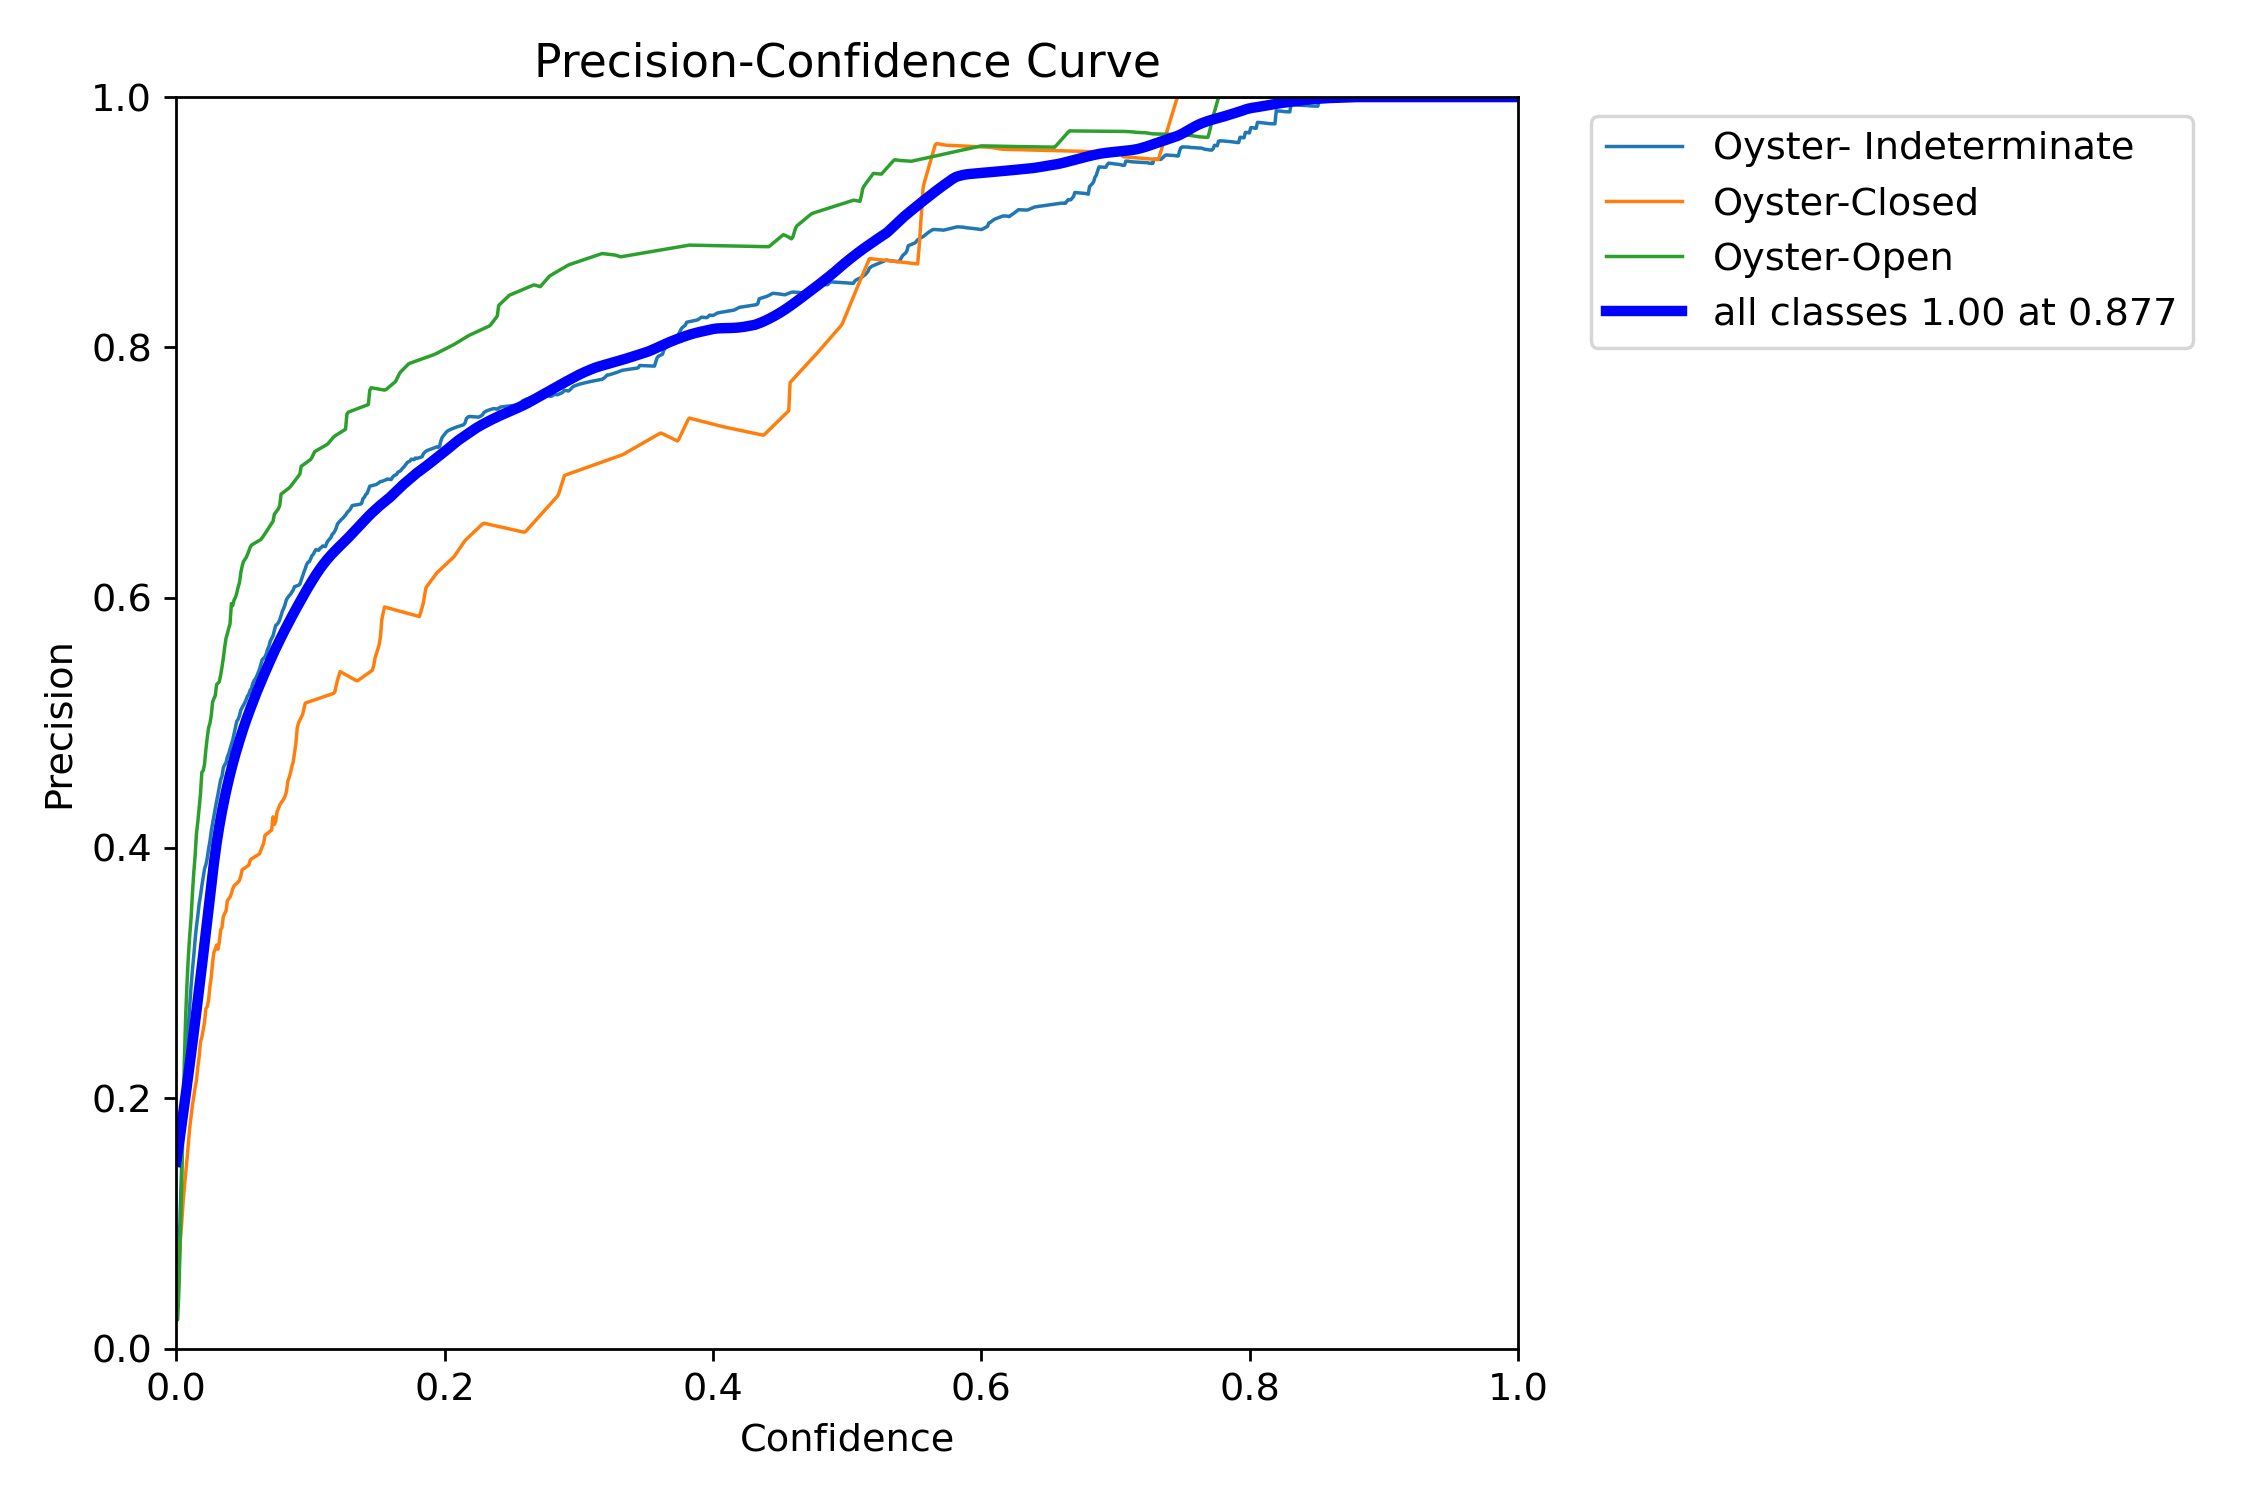 Precision-Confidence Curve
1.0
0.8
0.6
0.4
0.2
0.0
Precision
0.0 0.2 0.4 0.6 0.8 1.0
Confidence
Oyster- Indeterminate
Oyster-Closed
Oyster-Open
all classes 1.00 at 0.877